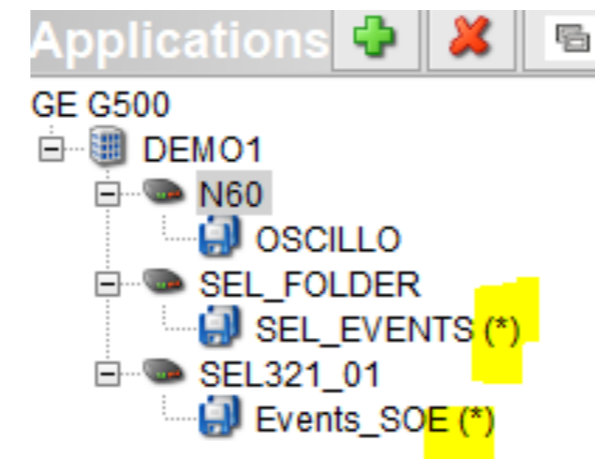 Applications
GE G500
DEMO1
N60
OSCILLO
SEL_FOLDER
SEL_EVENTS (*)
SEL321_01
Events_SOE (*)